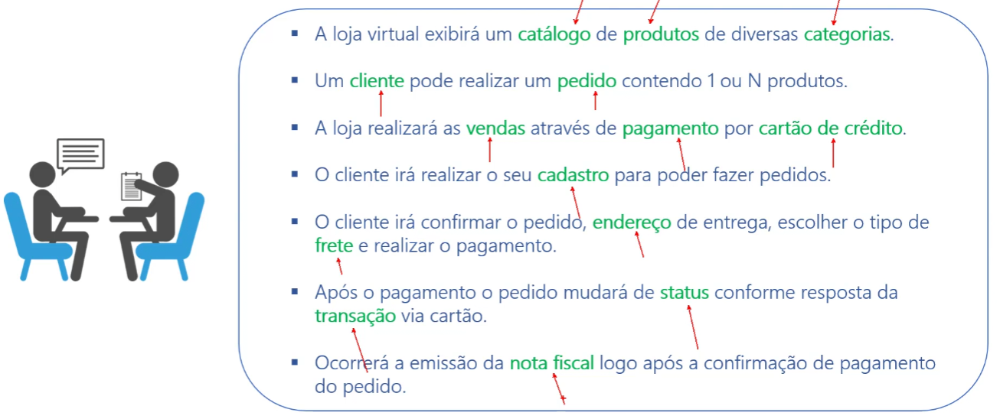 ▪ A loja virtual exibirá um catálogo de produtos de diversas categorias.
▪ Um cliente pode realizar um pedido contendo 1 ou N produtos.
▪ A loja realizará as vendas através de pagamento por cartão de crédito.
▪ O cliente irá realizar o seu cadastro para poder fazer pedidos.
▪ O cliente irá confirmar o pedido, endereço de entrega, escolher o tipo de
frete e realizar o pagamento.
▪ Após o pagamento o pedido mudará de status conforme resposta da
transação via cartão.
▪ Ocorrerá a emissão da nota fiscal logo após a confirmação de pagamento
do pedido.